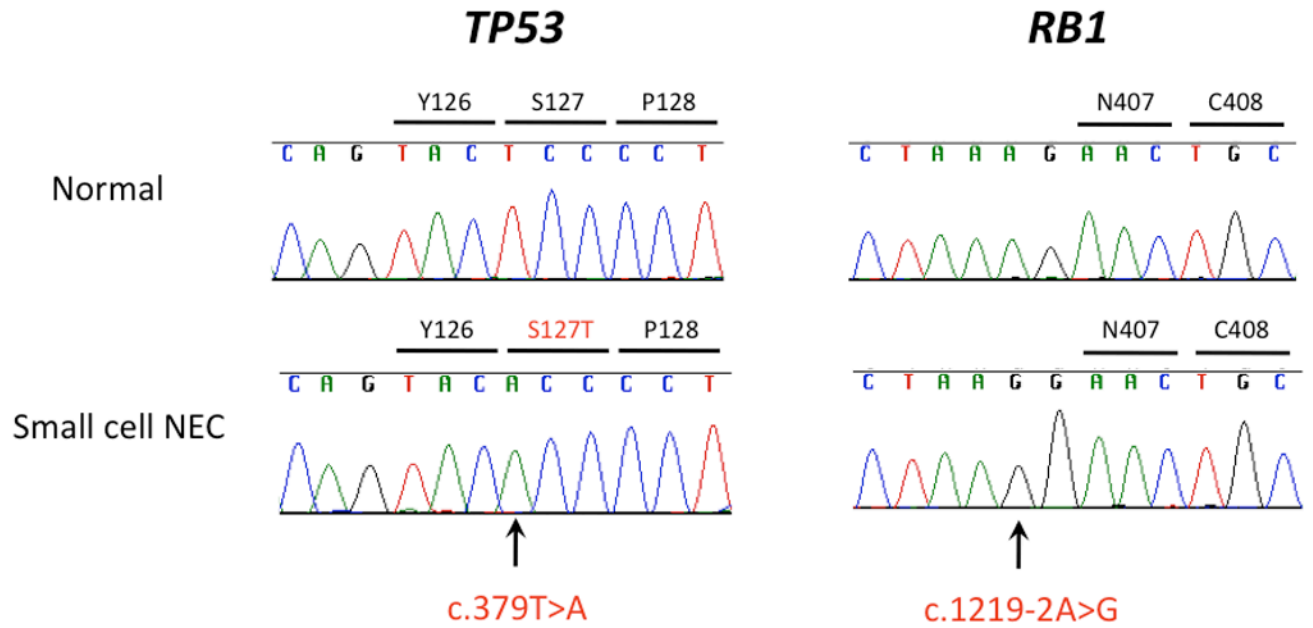 TP53 RB1
Y126 S127 P128 N407 C408
C A G T A C T C C C C T C T A A A G A A C T G C
Normal
Y126 S127T P128 N407 C408
C A G T A C A C C C C T C T A A G G A A C T G C
Small cell NEC
c.379T>A c.1219-2A>G